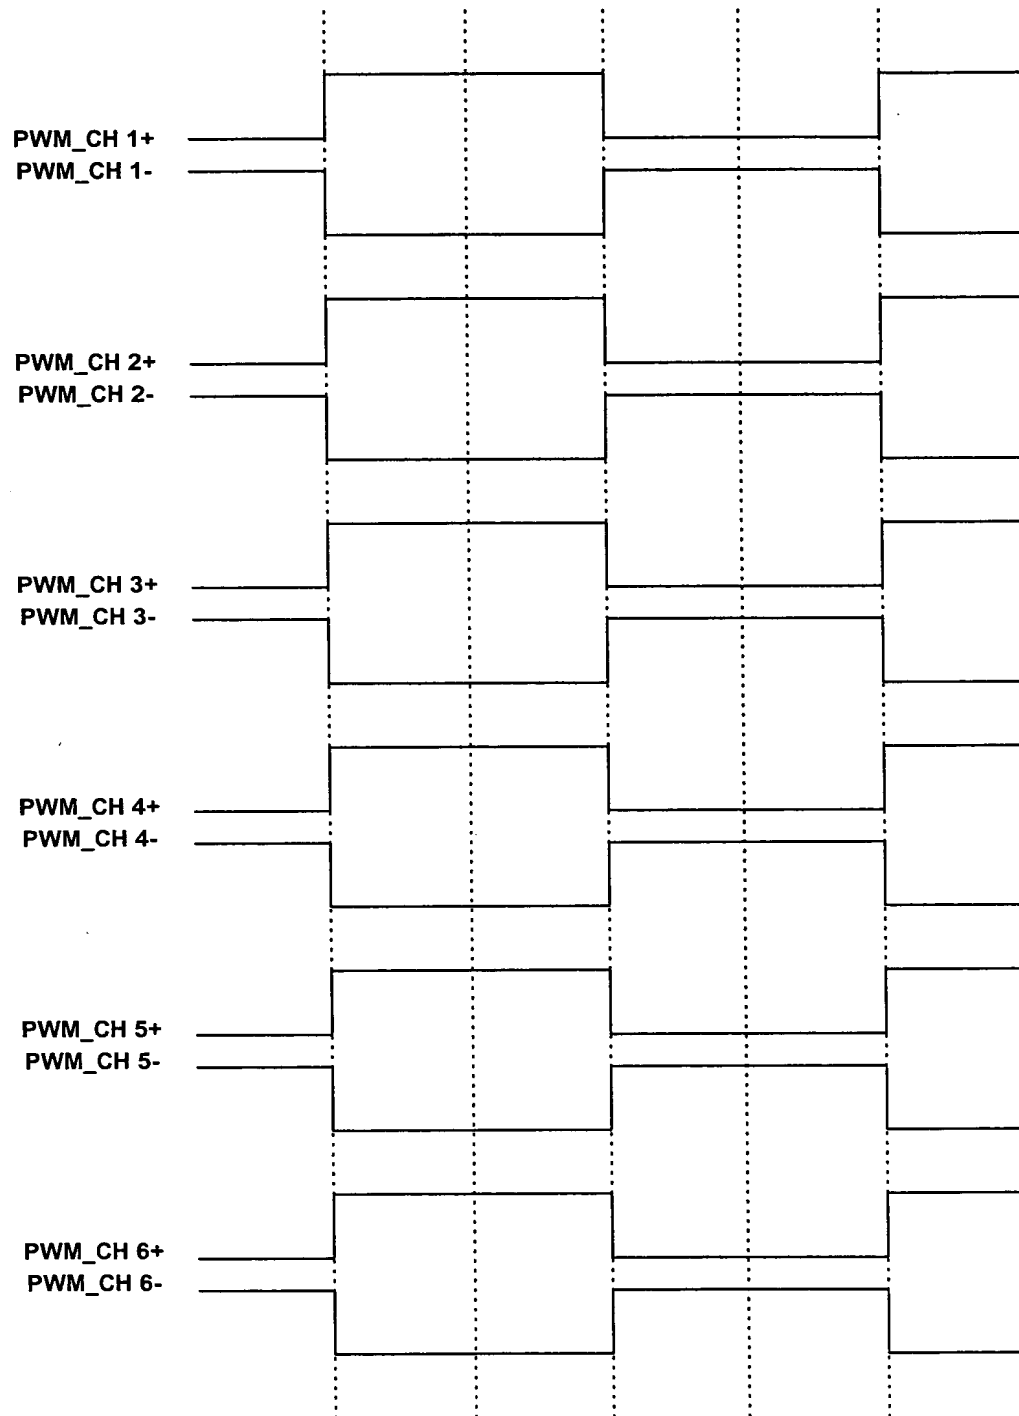 PWM_CH 1+
PWM_CH 1-
PWM_CH 2+
PWM_CH 2-
PWM_CH 3+
PWM_CH 3-
PWM_CH 4+
PWM_CH 4-
PWM_CH 5+
PWM_CH 5-
PWM_CH 6+
PWM_CH 6-